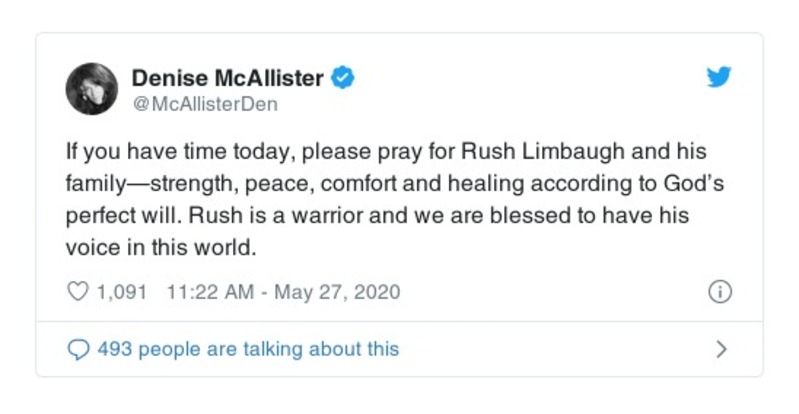 Denise McAllister
@McAllisterDen
If you have time today, please pray for Rush Limbaugh and his
family—strength, peace, comfort and healing according to God’s
perfect will. Rush is a warrior and we are blessed to have his
voice in this world.
1,091 11:22 AM - May 27, 2020
493 people are talking about this